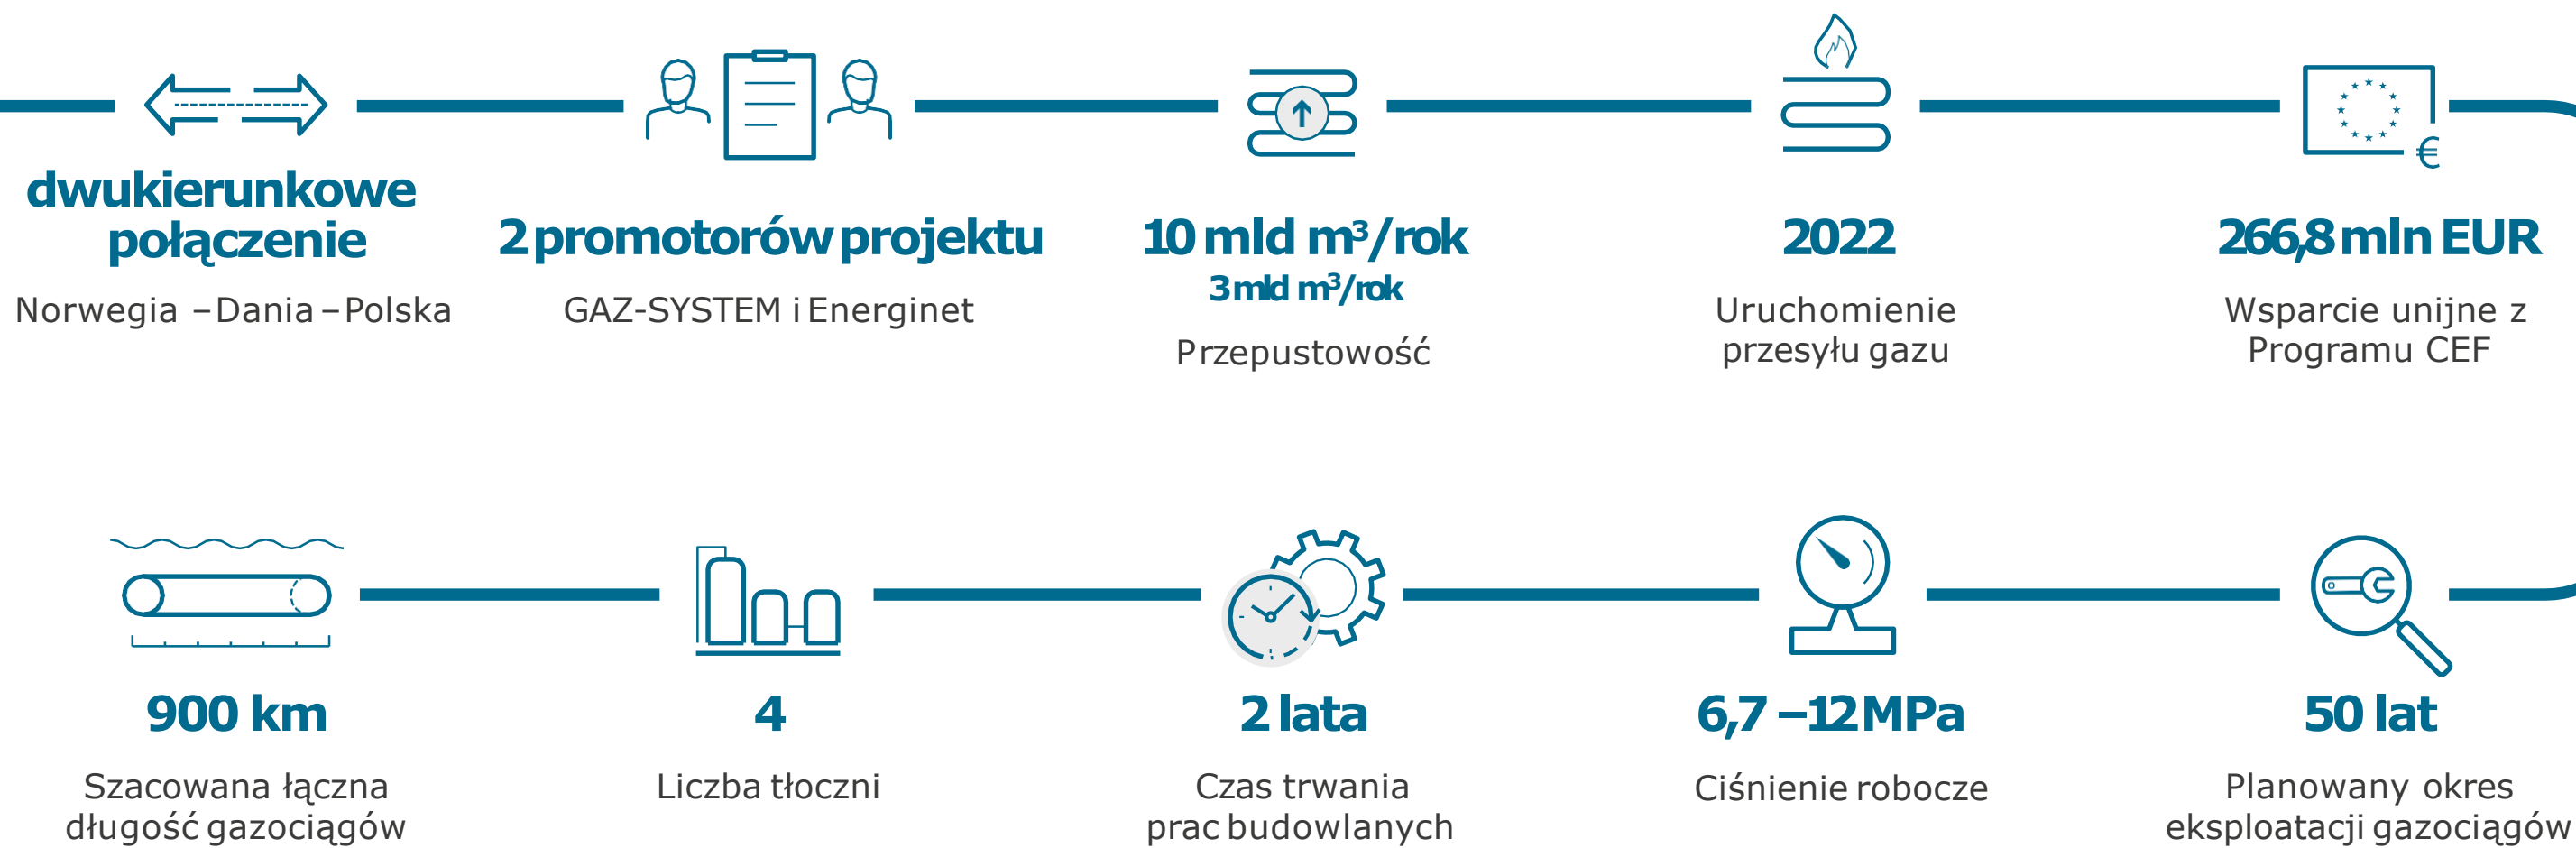 dwukierunkowe
połączenie
Norwegia – Dania – Polska
2 promotorów projektu
GAZ-SYSTEM i Energinet
10 mld m³/rok
3 mld m³/rok
Przepustowość
2022
Uruchomienie
przesyłu gazu
€
266,8 mln EUR
Wsparcie unijne z
Programu CEF
900 km
Szacowana łączna
długość gazociągów
4
Liczba tłoczni
2 lata
Czas trwania
prac budowlanych
6,7 – 12 MPa
Ciśnienie robocze
50 lat
Planowany okres
eksploatacji gazociągów